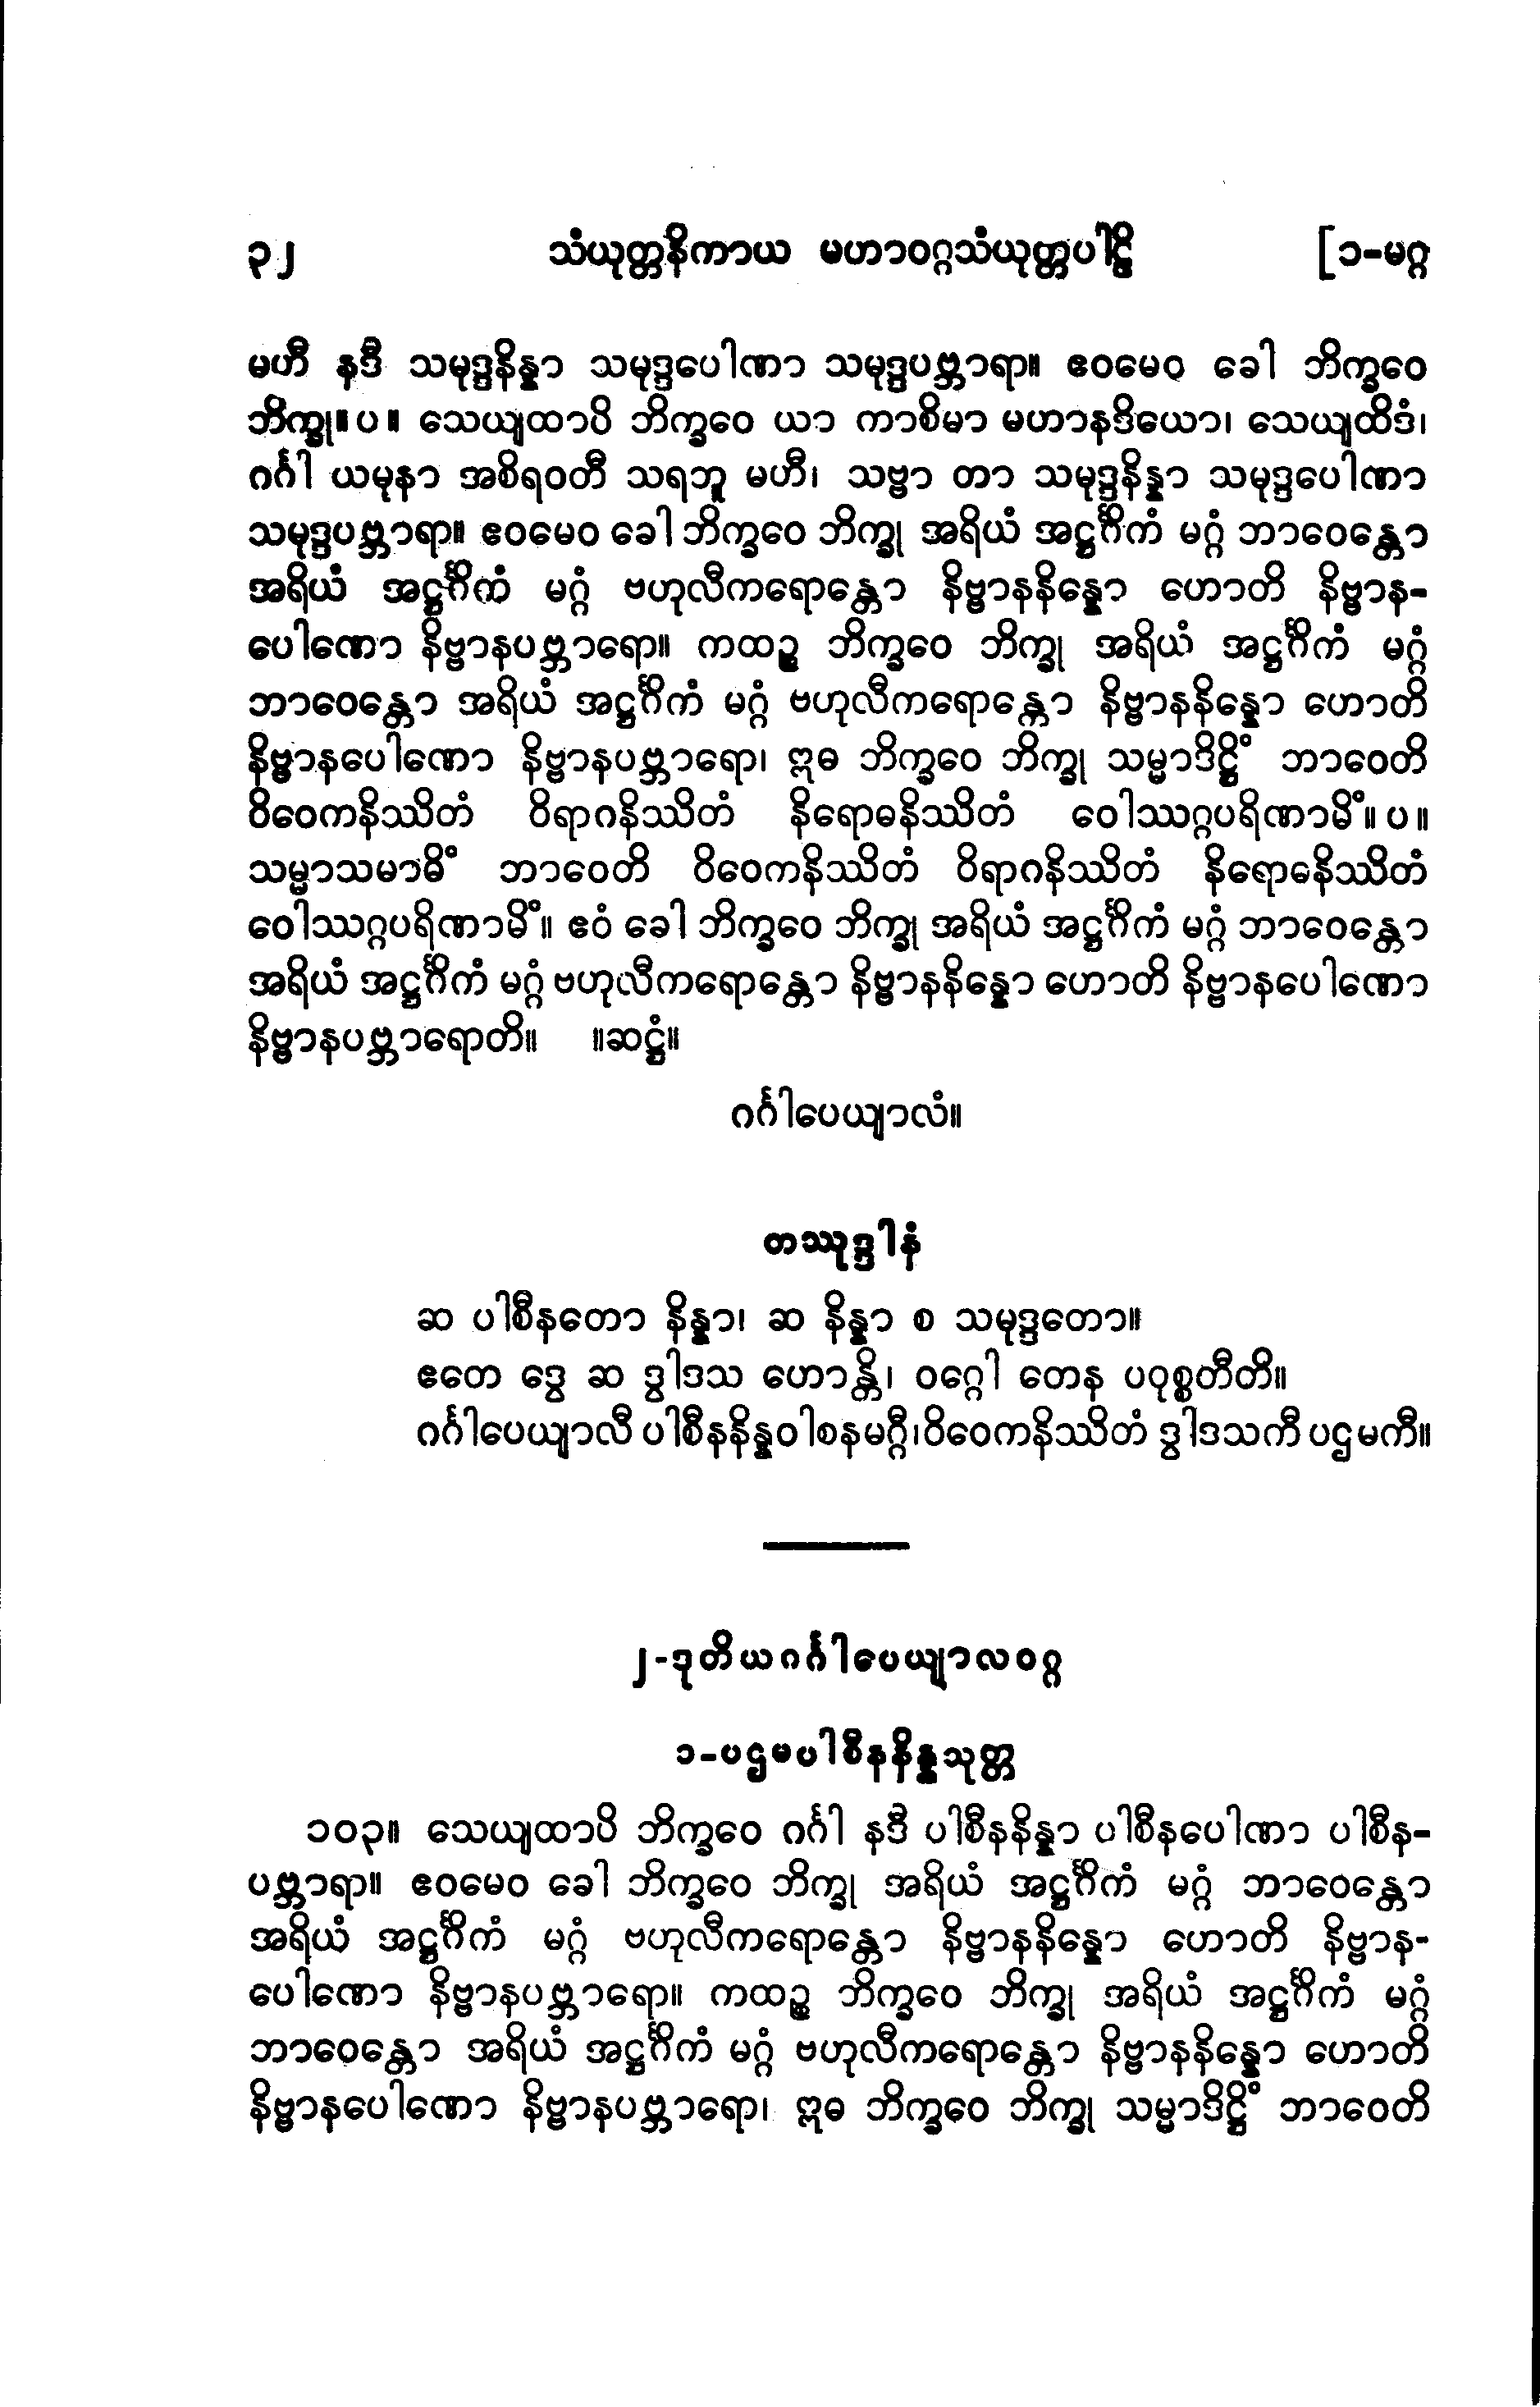 ၃၂ သံယုတ္တနိကာယ မဟာဝဂ္ဂသံယုတ္တပါဠိ [၁-မဂ္ဂ
မဟီ နဒီ သမုဒ္ဒနိန္နာ သမုဒ္ဒပေါဏာ သမုဒ္ဒပဗ္ဘာရာ။ ဧဝမေဝ ခေါ ဘိက္ခဝေ
ဘိက္ခု။ပ။ သေယျထာပိ ဘိက္ခဝေ ယာ ကာစိမာ မဟာနဒိယော၊ သေယျထိဒံ၊
ဂင်္ဂါ ယမုနာ အစိရဝတီ သရဘူ မဟီ၊ သဗ္ဗာ တာ သမုဒ္ဒနိန္နာ သမုဒ္ဒပေါဏာ
သမုဒ္ဒပဗ္ဘာရာ။ ဧဝမေဝ ခေါ ဘိက္ခဝေ ဘိက္ခု အရိယံ အဋ္ဌင်္ဂိကံ မဂ္ဂံ ဘာဝေန္တော
အရိယံ အဋ္ဌင်္ဂိကံ မဂ္ဂံ ဗဟုလီကရောန္တော နိဗ္ဗာနနိန္နော ဟောတိ နိဗ္ဗာန-
ပေါဏော နိဗ္ဗာနပဗ္ဘာရော။ ကထဉ္စ ဘိက္ခဝေ ဘိက္ခု အရိယံ အဋ္ဌင်္ဂိကံ မဂ္ဂံ
ဘာဝေန္တော အရိယံ အဋ္ဌင်္ဂိကံ မဂ္ဂံ ဗဟုလီကရောန္တော နိဗ္ဗာနနိန္နော ဟောတိ
နိဗ္ဗာနပေါဏော နိဗ္ဗာနပဗ္ဘာရော၊ ဣဓ ဘိက္ခဝေ ဘိက္ခု သမ္မာဒိဋ္ဌိံ ဘာဝေတိ
ဝိဝေကနိဿိတံ ဝိရာဂနိဿိတံ နိရောဓနိဿိတံ ဝေါဿဂ္ဂပရိဏာမိံ။ပ။
သမ္မာသမာဓိံ ဘာဝေတိ ဝိဝေကနိဿိတံ ဝိရာဂနိဿိတံ နိရောဓနိဿိတံ
ဝေါဿဂ္ဂပရိဏာမိံ။ ဧဝံ ခေါ ဘိက္ခဝေ ဘိက္ခု အရိယံ အဋ္ဌင်္ဂိကံ မဂ္ဂံ ဘာဝေန္တော
အရိယံ အဋ္ဌင်္ဂိကံ မဂ္ဂံ ဗဟုလီကရောန္တော နိဗ္ဗာနနိန္နော ဟောတိ နိဗ္ဗာနပေါဏော
နိဗ္ဗာနပဗ္ဘာရောတိ။ ။ဆဋ္ဌံ။
ဂင်္ဂါပေယျာလံ။
တဿုဒ္ဒါနံ
ဆ ပါစီနတော နိန္နာ၊ ဆ နိန္နာ စ သမုဒ္ဒတော။
ဧတေ ဒွေ ဆ ဒွါဒသ ဟောန္တိ၊ ဝဂ္ဂေါ တေန ပဝုစ္စတီတိ။
ဂင်္ဂါပေယျာလီ ပါစီနနိန္နဝါစနမဂ္ဂီ၊ဝိဝေကနိဿိတံ ဒွါဒသကီ ပဌမကီ။
၂-ဒုတိယဂင်္ဂါပေယျာလဝဂ္ဂ
၁-ပဌမပါစီနနိန္နသုတ္တ
၁၀၃။ သေယျထာပိ ဘိက္ခဝေ ဂင်္ဂါ နဒီ ပါစီနနိန္နာ ပါစီနပေါဏာ ပါစီန-
ပဗ္ဘာရာ။ ဧဝမေဝ ခေါ ဘိက္ခဝေ ဘိက္ခု အရိယံ အဋ္ဌင်္ဂိကံ မဂ္ဂံ ဘာဝေန္တော
အရိယံ အဋ္ဌင်္ဂိကံ မဂ္ဂံ ဗဟုလီကရောန္တော နိဗ္ဗာနနိန္နော ဟောတိ နိဗ္ဗာန-
ပေါဏော နိဗ္ဗာနပဗ္ဘာရော။ ကထဉ္စ ဘိက္ခဝေ ဘိက္ခု အရိယံ အဋ္ဌင်္ဂိကံ မဂ္ဂံ
ဘာဝေန္တော အရိယံ အဋ္ဌင်္ဂိကံ မဂ္ဂံ ဗဟုလီကရောန္တော နိဗ္ဗာနနိန္နော ဟောတိ
နိဗ္ဗာနပေါဏော နိဗ္ဗာနပဗ္ဘာရော၊ ဣဓ ဘိက္ခဝေ ဘိက္ခု သမ္မာဒိဋ္ဌိံ ဘာဝေတိ